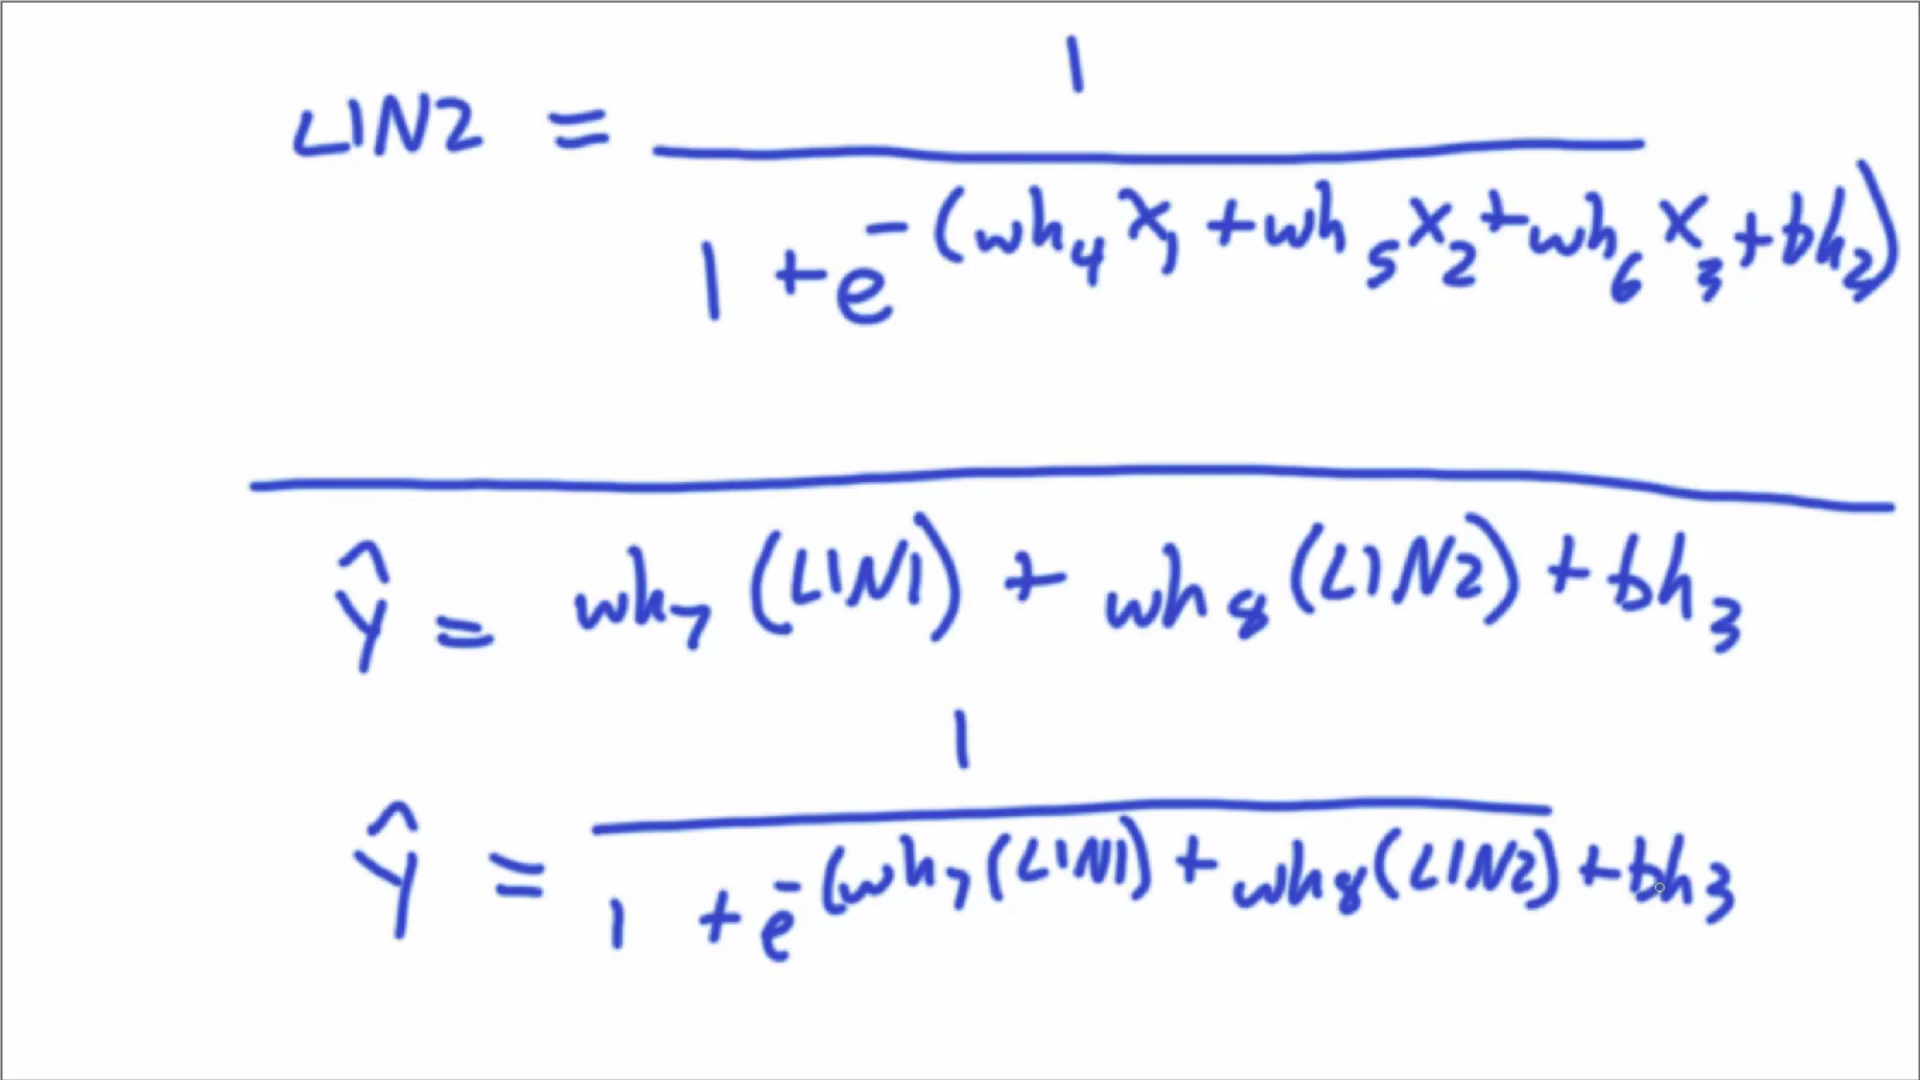 LIN2 = 1 / (1 + e^-(wh₄x₁ + wh₅x₂ + wh₆x₃ + bh₂))
Ŷ = wh₇(LIN1) + wh₈(LIN2) + bh₃
Ŷ = 1 / (1 + e^-(wh₇(LIN1) + wh₈(LIN2) + bh₃